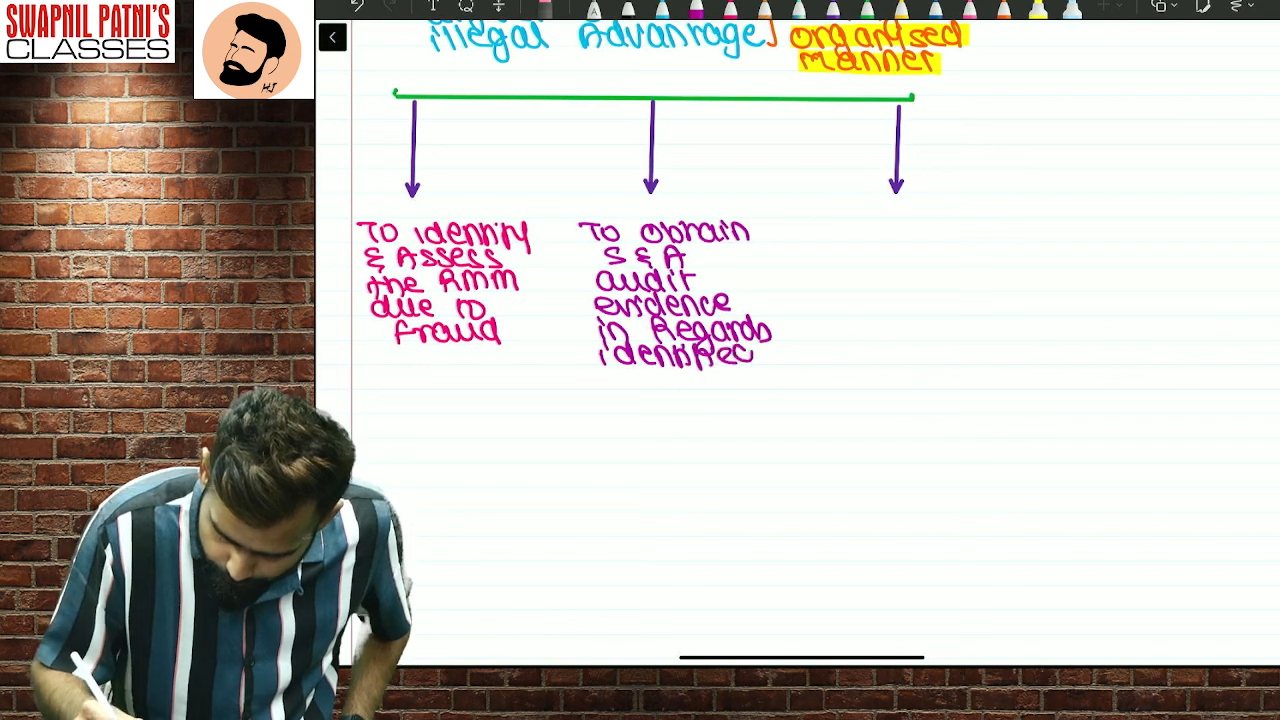 SWAPNIL PATNI'S
CLASSES
illegal Advantage] organised
manner
To identify
& Assess
the RMM
due to
fraud
To obtain
S & A
audit
evidence
in Regards
identified